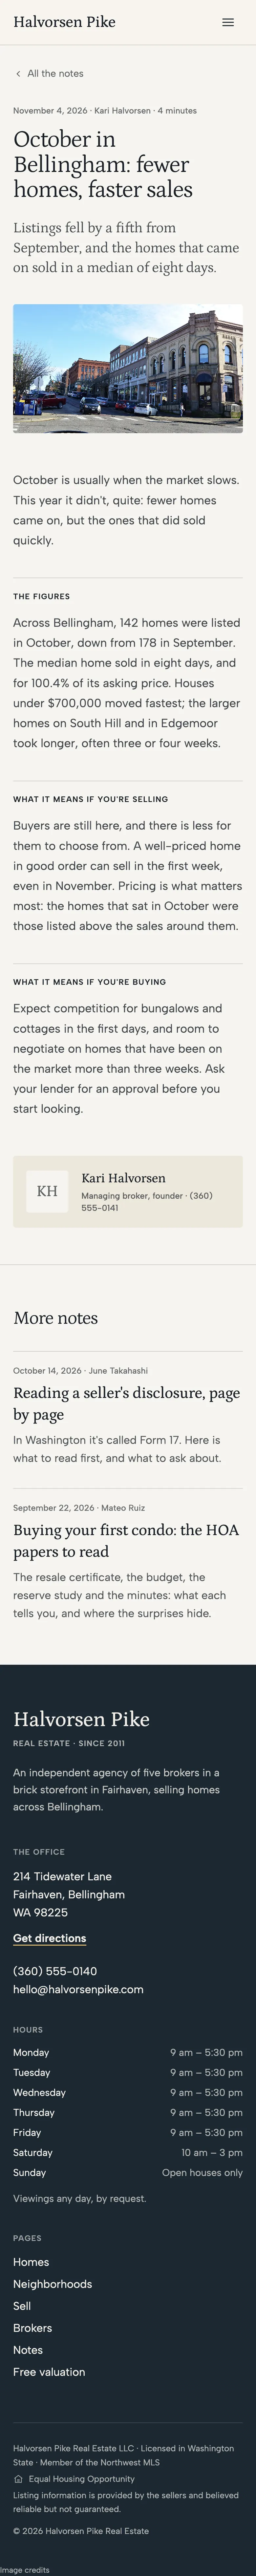 Halvorsen Pike
All the notes
November 4, 2026 · Kari Halvorsen · 4 minutes
October in
Bellingham: fewer
homes, faster sales
Listings fell by a fifth from
September, and the homes that came
on sold in a median of eight days.
October is usually when the market slows.
This year it didn't, quite: fewer homes
came on, but the ones that did sold
quickly.
THE FIGURES
Across Bellingham, 142 homes were listed
in October, down from 178 in September.
The median home sold in eight days, and
for 100.4% of its asking price. Houses
under $700,000 moved fastest; the larger
homes on South Hill and in Edgemoor
took longer, often three or four weeks.
WHAT IT MEANS IF YOU'RE SELLING
Buyers are still here, and there is less for
them to choose from. A well-priced home
in good order can sell in the first week,
even in November. Pricing is what matters
most: the homes that sat in October were
those listed above the sales around them.
WHAT IT MEANS IF YOU'RE BUYING
Expect competition for bungalows and
cottages in the first days, and room to
negotiate on homes that have been on
the market more than three weeks. Ask
your lender for an approval before you
start looking.
KH
Kari Halvorsen
Managing broker, founder · (360)
555-0141
More notes
October 14, 2026 · June Takahashi
Reading a seller's disclosure, page
by page
In Washington it's called Form 17. Here is
what to read first, and what to ask about.
September 22, 2026 · Mateo Ruiz
Buying your first condo: the HOA
papers to read
The resale certificate, the budget, the
reserve study and the minutes: what each
tells you, and where the surprises hide.
Halvorsen Pike
REAL ESTATE · SINCE 2011
An independent agency of five brokers in a
brick storefront in Fairhaven, selling homes
across Bellingham.
THE OFFICE
214 Tidewater Lane
Fairhaven, Bellingham
WA 98225
Get directions
(360) 555-0140
hello@halvorsenpike.com
HOURS
Monday 9 am – 5:30 pm
Tuesday 9 am – 5:30 pm
Wednesday 9 am – 5:30 pm
Thursday 9 am – 5:30 pm
Friday 9 am – 5:30 pm
Saturday 10 am – 3 pm
Sunday Open houses only
Viewings any day, by request.
PAGES
Homes
Neighborhoods
Sell
Brokers
Notes
Free valuation
Halvorsen Pike Real Estate LLC · Licensed in Washington
State · Member of the Northwest MLS
Equal Housing Opportunity
Listing information is provided by the sellers and believed
reliable but not guaranteed.
© 2026 Halvorsen Pike Real Estate
Image credits